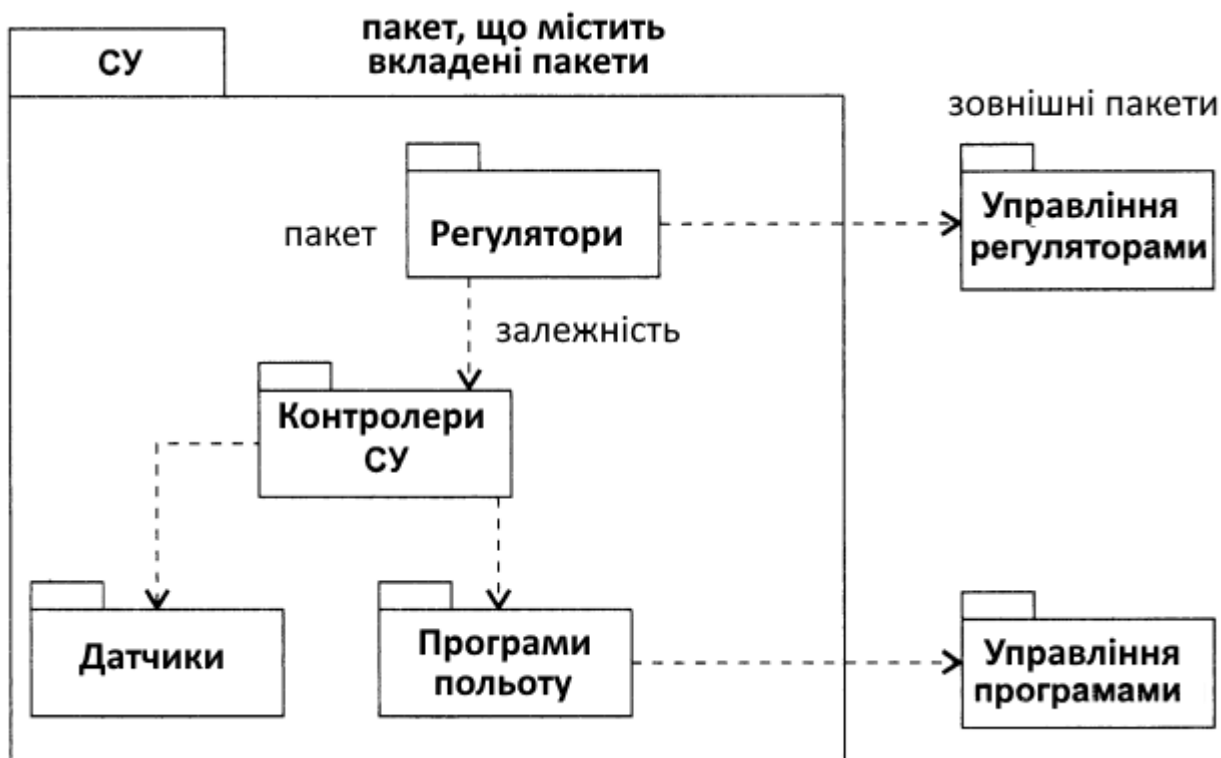 пакет, що містить
вкладені пакети
СУ
зовнішні пакети
пакет
Регулятори
Управління
регуляторами
залежність
Контролери
СУ
Датчики
Програми
польоту
Управління
програмами